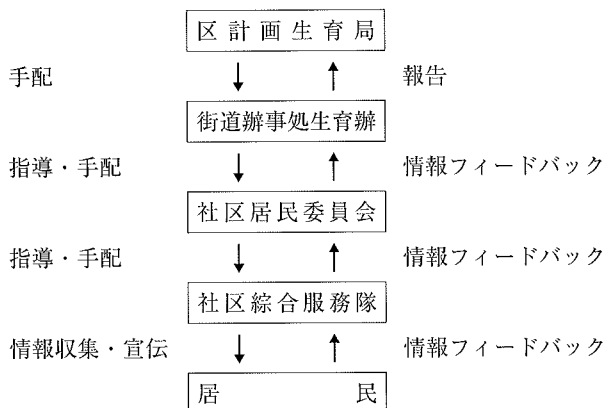 区計画生育局
手配 報告
街道辦事処生育辦
指導・手配 情報フィードバック
社区居民委員会
指導・手配 情報フィードバック
社区綜合服務隊
情報収集・宣伝 情報フィードバック
居民